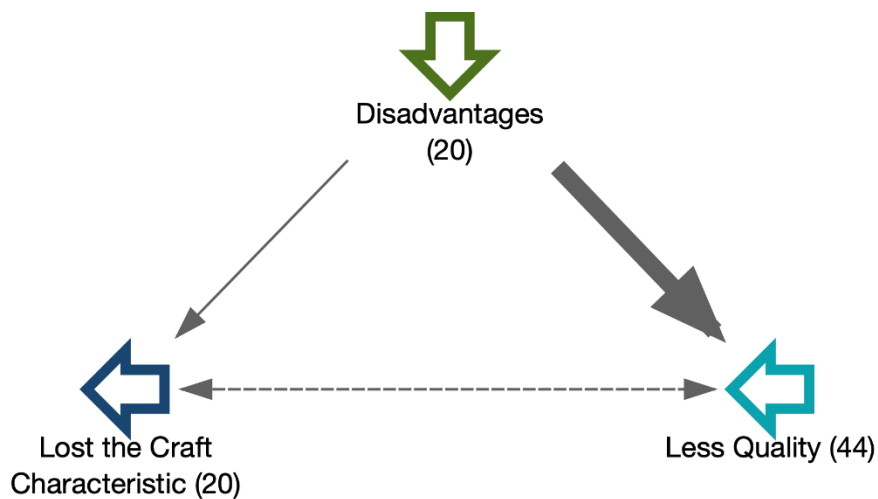 Disadvantages
(20)
Lost the Craft
Characteristic (20)
Less Quality (44)